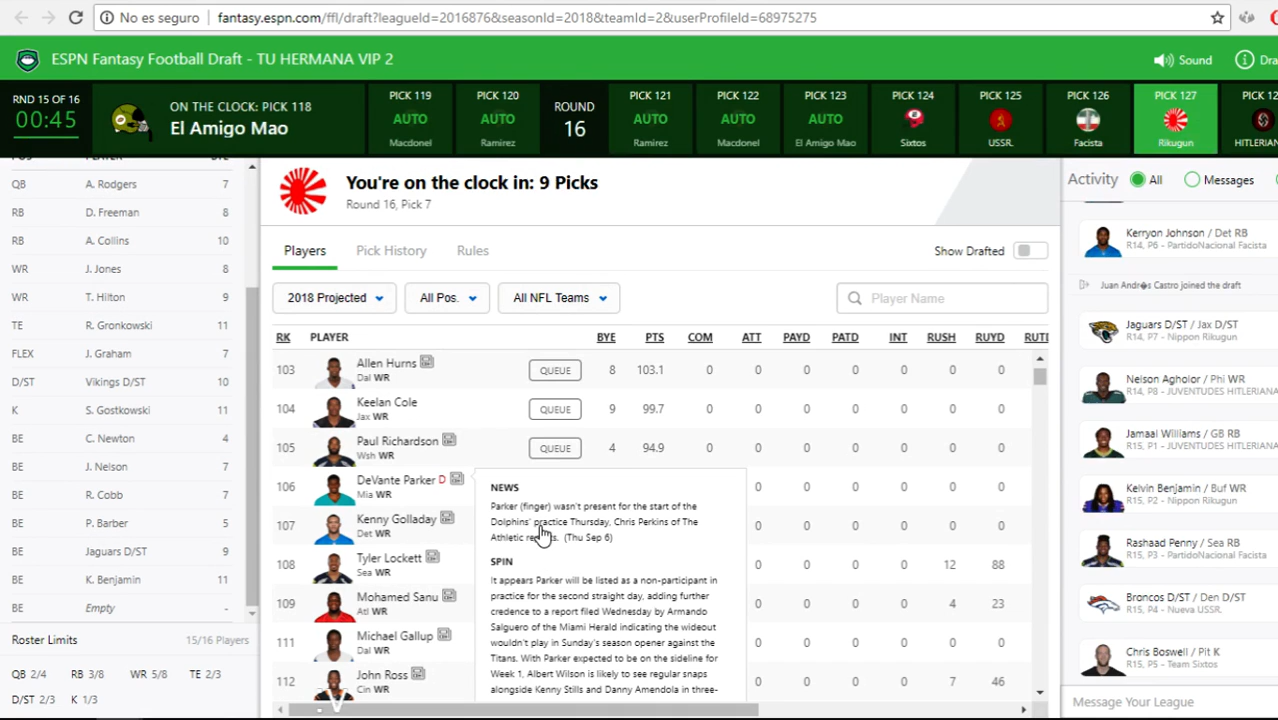 No es seguro
fantasy.espn.com/ffl/draft?leagueId=2016876&seasonId=2018&teamId=2&userProfileId=68975275
ESPN Fantasy Football Draft - TU HERMANA VIP 2
Sound
Dra
RND 15 OF 16
00:45
ON THE CLOCK: PICK 118
El Amigo Mao
PICK 119
AUTO
Macdonel
PICK 120
AUTO
Ramirez
ROUND
16
PICK 121
AUTO
Ramirez
PICK 122
AUTO
Macdonel
PICK 123
AUTO
El Amigo Mao
PICK 124
Sixtos
PICK 125
USSR.
PICK 126
Facista
PICK 127
Rikugun
PICK 12
HITLERIAN
QB A. Rodgers 7
RB D. Freeman 8
RB A. Collins 10
WR J. Jones 8
WR T. Hilton 9
TE R. Gronkowski 11
FLEX J. Graham 7
D/ST Vikings D/ST 10
K S. Gostkowski 11
BE C. Newton 4
BE J. Nelson 7
BE R. Cobb 7
BE P. Barber 5
BE Jaguars D/ST 9
BE K. Benjamin 11
BE Empty -
Roster Limits 15/16 Players
QB 2/4 RB 3/8 WR 5/8 TE 2/3
D/ST 2/3 K 1/3
You're on the clock in: 9 Picks
Round 16, Pick 7
Players Pick History Rules
Show Drafted
2018 Projected All Pos. All NFL Teams Player Name
RK PLAYER BYE PTS COM ATT PAYD PATD INT RUSH RUYD RUTD
103 Allen Hurns QUEUE 8 103.1 0 0 0 0 0 0 0
Dal WR
104 Keelan Cole QUEUE 9 99.7 0 0 0 0 0 0 0
Jax WR
105 Paul Richardson QUEUE 4 94.9 0 0 0 0 0 0 0
Wsh WR
106 DeVante Parker D 0 0 0 0 0
Mia WR
107 Kenny Golladay 0 0 0 0 0
Det WR
108 Tyler Lockett 0 0 0 12 88
Sea WR
109 Mohamed Sanu 0 0 0 4 23
Atl WR
111 Michael Gallup 0 0 0 0 0
Dal WR
112 John Ross 0 0 0 7 46
Cin WR
NEWS
Parker (finger) wasn't present for the start of the
Dolphins' practice Thursday, Chris Perkins of The
Athletic (Thu Sep 6)
SPIN
It appears Parker will be listed as a non-participant in
practice for the second straight day, adding further
credence to a report filed Wednesday by Armando
Salguero of the Miami Herald indicating the wideout
wouldn't play in Sunday's season opener against the
Titans. With Parker expected to be on the sideline for
Week 1, Albert Wilson is likely to see regular snaps
alongside Kenny Stills and Danny Amendola in three-
Activity All Messages
Kerryon Johnson / Det RB
R14, P6 - PartidoNacional Facista
Juan Andr�s Castro joined the draft
Jaguars D/ST / Jax D/ST
R14, P7 - Nippon Rikugun
Nelson Agholor / Phi WR
R14, P8 - JUVENTUDES HITLERIANA
Jamaal Williams / GB RB
R15, P1 - JUVENTUDES HITLERIANA
Kelvin Benjamin / Buf WR
R15, P2 - Nippon Rikugun
Rashaad Penny / Sea RB
R15, P3 - PartidoNacional Facista
Broncos D/ST / Den D/ST
R15, P4 - Nueva USSR.
Chris Boswell / Pit K
R15, P5 - Team Sixtos
Message Your League